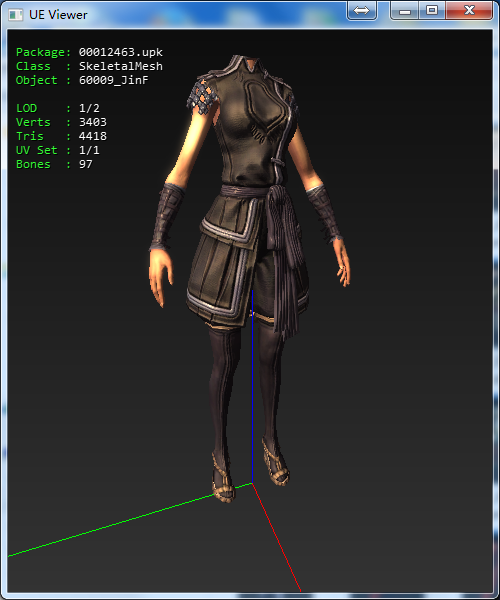 UE Viewer
Package: 00012463.upk
Class : SkeletalMesh
Object : 60009_JinF
LOD : 1/2
Verts : 3403
Tris : 4418
UV Set : 1/1
Bones : 97